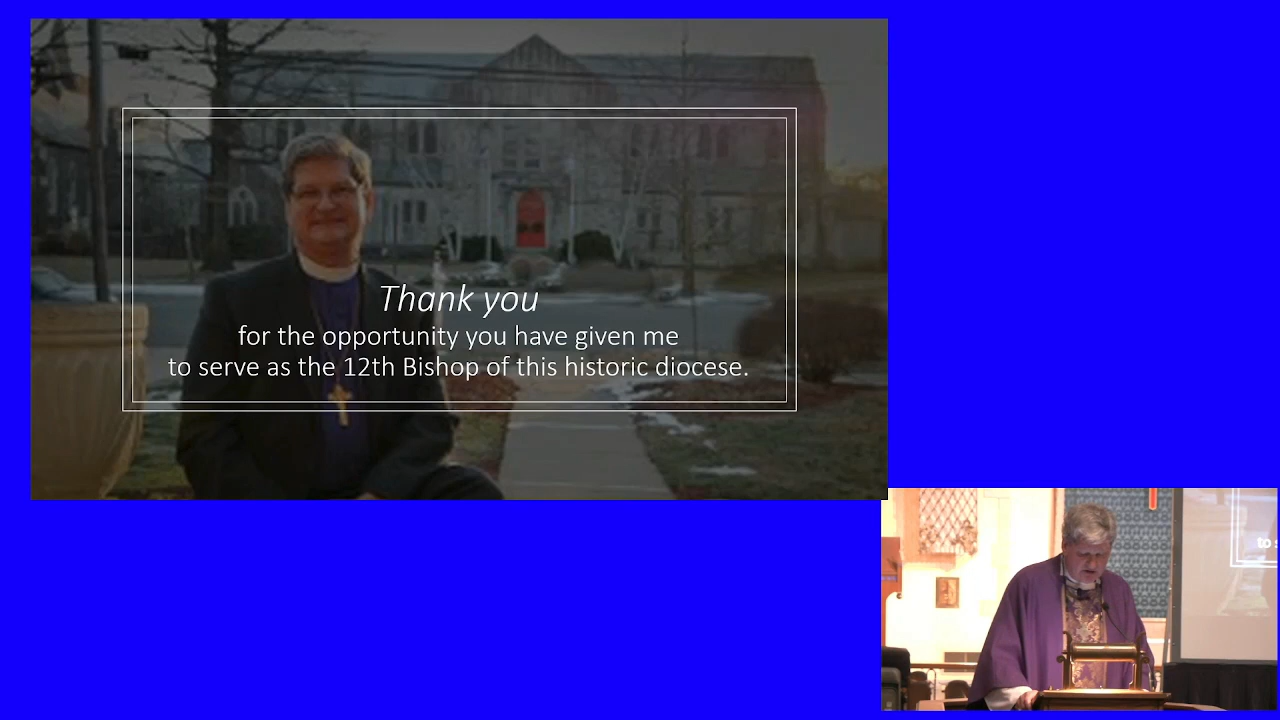 Thank you
for the opportunity you have given me
to serve as the 12th Bishop of this historic diocese.
to